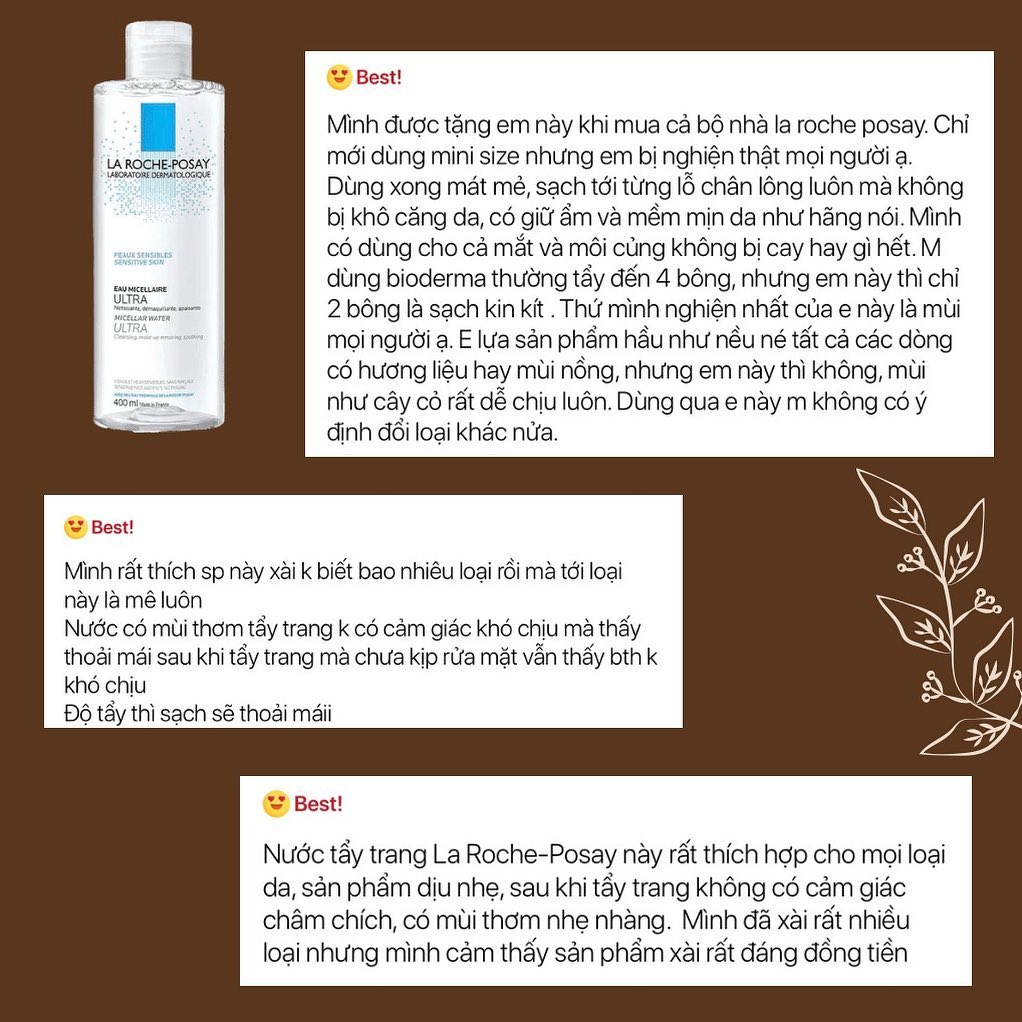 LA ROCHE-POSAY
LABORATOIRE DERMATOLOGIQUE
PEAUX SENSIBLES
SENSITIVE SKIN
EAU MICELLAIRE
ULTRA
Nettoyante, démaquillante, apaisante
MICELLAR WATER
ULTRA
Cleansing, make-up removing, soothing
400 ml Made in France
Best!
Mình được tặng em này khi mua cả bộ nhà la roche posay. Chỉ
mới dùng mini size nhưng em bị nghiện thật mọi người ạ.
Dùng xong mát mẻ, sạch tới từng lỗ chân lông luôn mà không
bị khô căng da, có giữ ẩm và mềm mịn da như hãng nói. Mình
có dùng cho cả mắt và môi củng không bị cay hay gì hết. M
dùng bioderma thường tẩy đến 4 bông, nhưng em này thì chỉ
2 bông là sạch kin kít . Thứ mình nghiện nhất của e này là mùi
mọi người ạ. E lựa sản phẩm hầu như nều né tất cả các dòng
có hương liệu hay mùi nồng, nhưng em này thì không, mùi
như cây cỏ rất dễ chịu luôn. Dùng qua e này m không có ý
định đổi loại khác nửa.
Best!
Mình rất thích sp này xài k biết bao nhiêu loại rồi mà tới loại
này là mê luôn
Nước có mùi thơm tẩy trang k có cảm giác khó chịu mà thấy
thoải mái sau khi tẩy trang mà chưa kịp rửa mặt vẫn thấy bth k
khó chịu
Độ tẩy thì sạch sẽ thoải máii
Best!
Nước tẩy trang La Roche-Posay này rất thích hợp cho mọi loại
da, sản phẩm dịu nhẹ, sau khi tẩy trang không có cảm giác
châm chích, có mùi thơm nhẹ nhàng. Mình đã xài rất nhiều
loại nhưng mình cảm thấy sản phẩm xài rất đáng đồng tiền